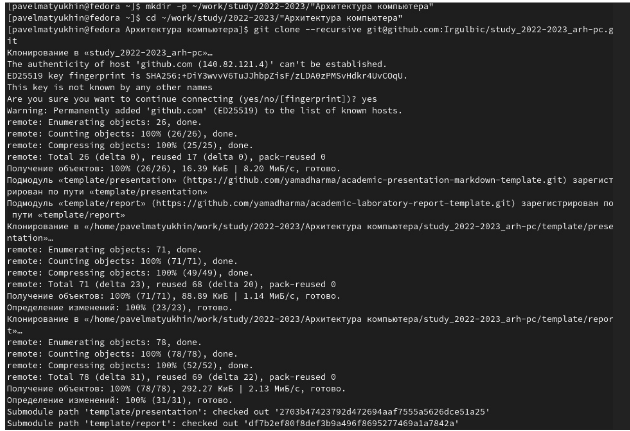 [pavelmatyukhin@fedora ~]$ mkdir -p ~/work/study/2022-2023/"Архитектура компьютера"
[pavelmatyukhin@fedora ~]$ cd ~/work/study/2022-2023/"Архитектура компьютера"
[pavelmatyukhin@fedora Архитектура компьютера]$ git clone --recursive git@github.com:Irgulbic/study_2022-2023_arh-pc.g
it
Клонирование в «study_2022-2023_arh-pc»…
The authenticity of host 'github.com (140.82.121.4)' can't be established.
ED25519 key fingerprint is SHA256:+DiY3wvvV6TuJJhbpZisF/zLDA0zPMSvHdkr4UvCOqU.
This key is not known by any other names
Are you sure you want to continue connecting (yes/no/[fingerprint])? yes
Warning: Permanently added 'github.com' (ED25519) to the list of known hosts.
remote: Enumerating objects: 26, done.
remote: Counting objects: 100% (26/26), done.
remote: Compressing objects: 100% (25/25), done.
remote: Total 26 (delta 0), reused 17 (delta 0), pack-reused 0
Получение объектов: 100% (26/26), 16.39 КиБ | 8.20 МиБ/с, готово.
Подмодуль «template/presentation» (https://github.com/yamadharma/academic-presentation-markdown-template.git) зарегист
рирован по пути «template/presentation»
Подмодуль «template/report» (https://github.com/yamadharma/academic-laboratory-report-template.git) зарегистрирован по
пути «template/report»
Клонирование в «/home/pavelmatyukhin/work/study/2022-2023/Архитектура компьютера/study_2022-2023_arh-pc/template/prese
ntation»…
remote: Enumerating objects: 71, done.
remote: Counting objects: 100% (71/71), done.
remote: Compressing objects: 100% (49/49), done.
remote: Total 71 (delta 23), reused 68 (delta 20), pack-reused 0
Получение объектов: 100% (71/71), 88.89 КиБ | 1.14 МиБ/с, готово.
Определение изменений: 100% (23/23), готово.
Клонирование в «/home/pavelmatyukhin/work/study/2022-2023/Архитектура компьютера/study_2022-2023_arh-pc/template/repor
t»…
remote: Enumerating objects: 78, done.
remote: Counting objects: 100% (78/78), done.
remote: Compressing objects: 100% (52/52), done.
remote: Total 78 (delta 31), reused 69 (delta 22), pack-reused 0
Получение объектов: 100% (78/78), 292.27 КиБ | 2.13 МиБ/с, готово.
Определение изменений: 100% (31/31), готово.
Submodule path 'template/presentation': checked out '2703b47423792d472694aaf7555a5626dce51a25'
Submodule path 'template/report': checked out 'df7b2ef80f8def3b9a496f8695277469a1a7842a'